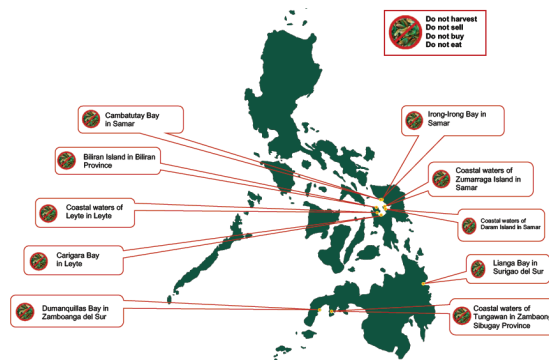 Do not harvest
Do not sell
Do not buy
Do not eat
Cambatutay Bay
in Samar
Irong-Irong Bay in
Samar
Biliran Island in Biliran
Province
Coastal waters of
Zumarraga Island in
Samar
Coastal waters of
Leyte in Leyte
Coastal waters of
Daram Island in Samar
Carigara Bay
in Leyte
Lianga Bay in
Surigao del Sur
Dumanquillas Bay in
Zamboanga del Sur
Coastal waters of
Tungawan in Zambaong
Sibugay Province